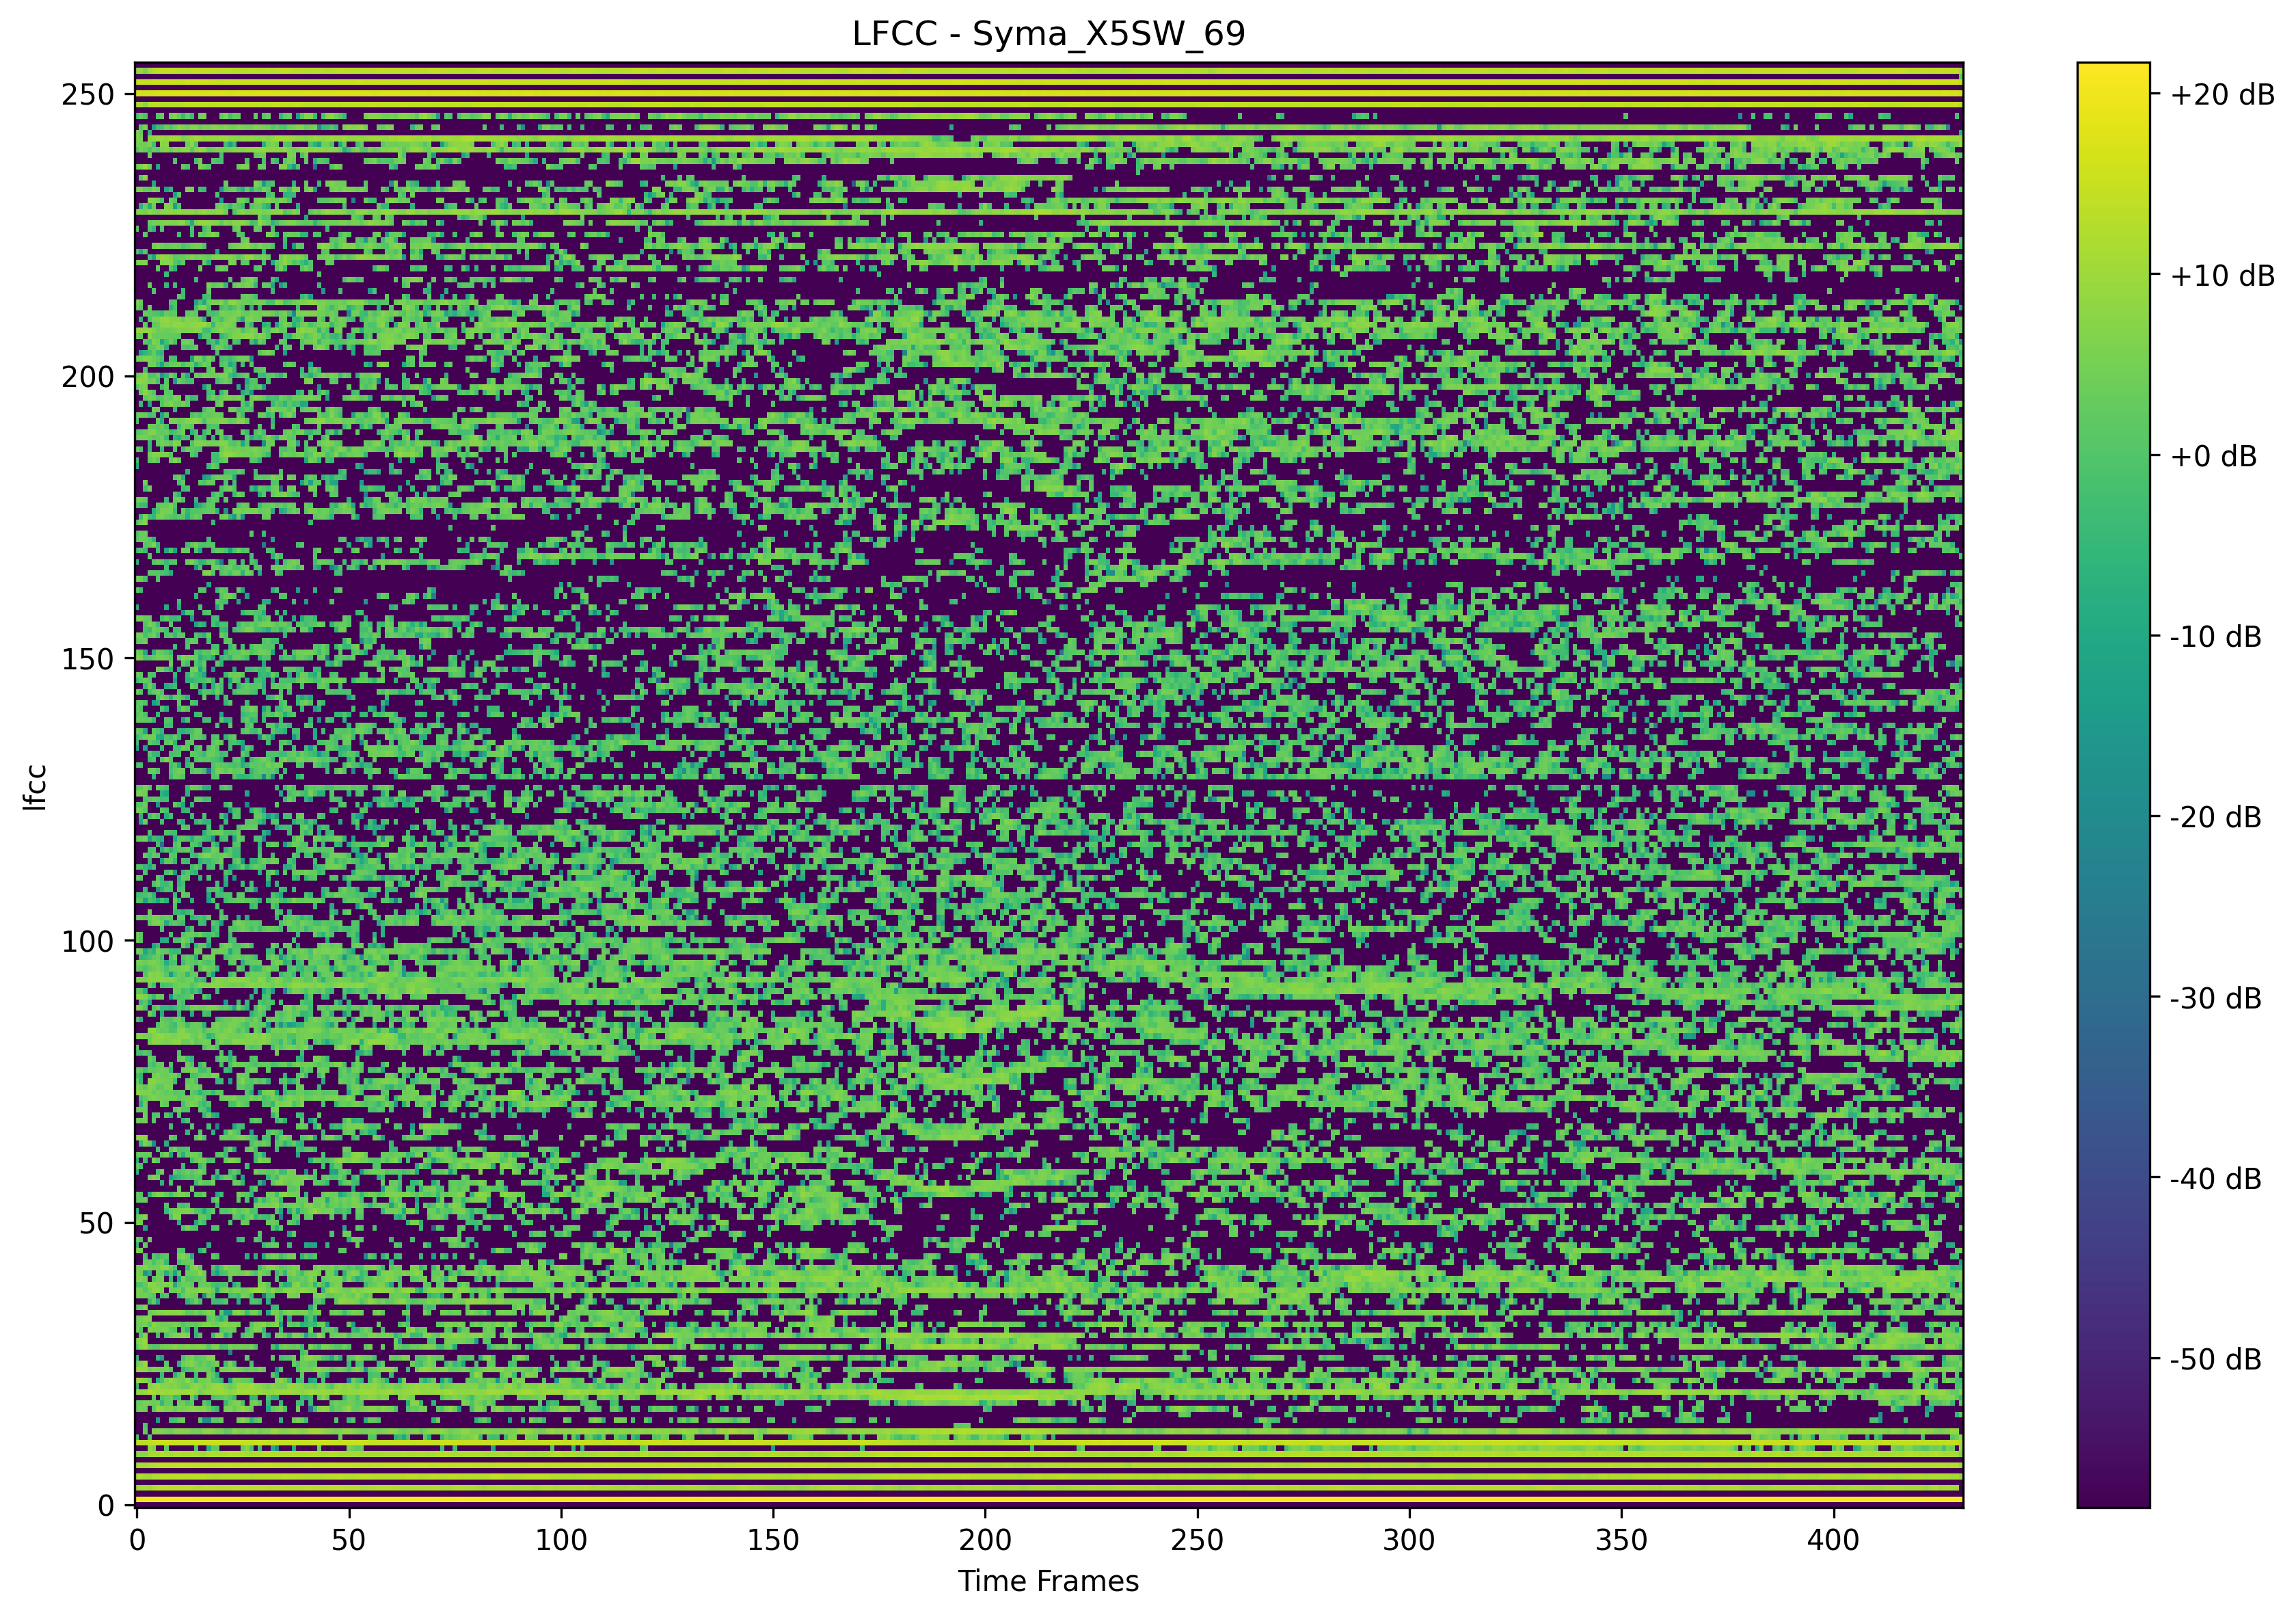 LFCC - Syma_X5SW_69
lfcc
250
200
150
100
50
0
0 50 100 150 200 250 300 350 400
Time Frames
+20 dB
+10 dB
+0 dB
-10 dB
-20 dB
-30 dB
-40 dB
-50 dB